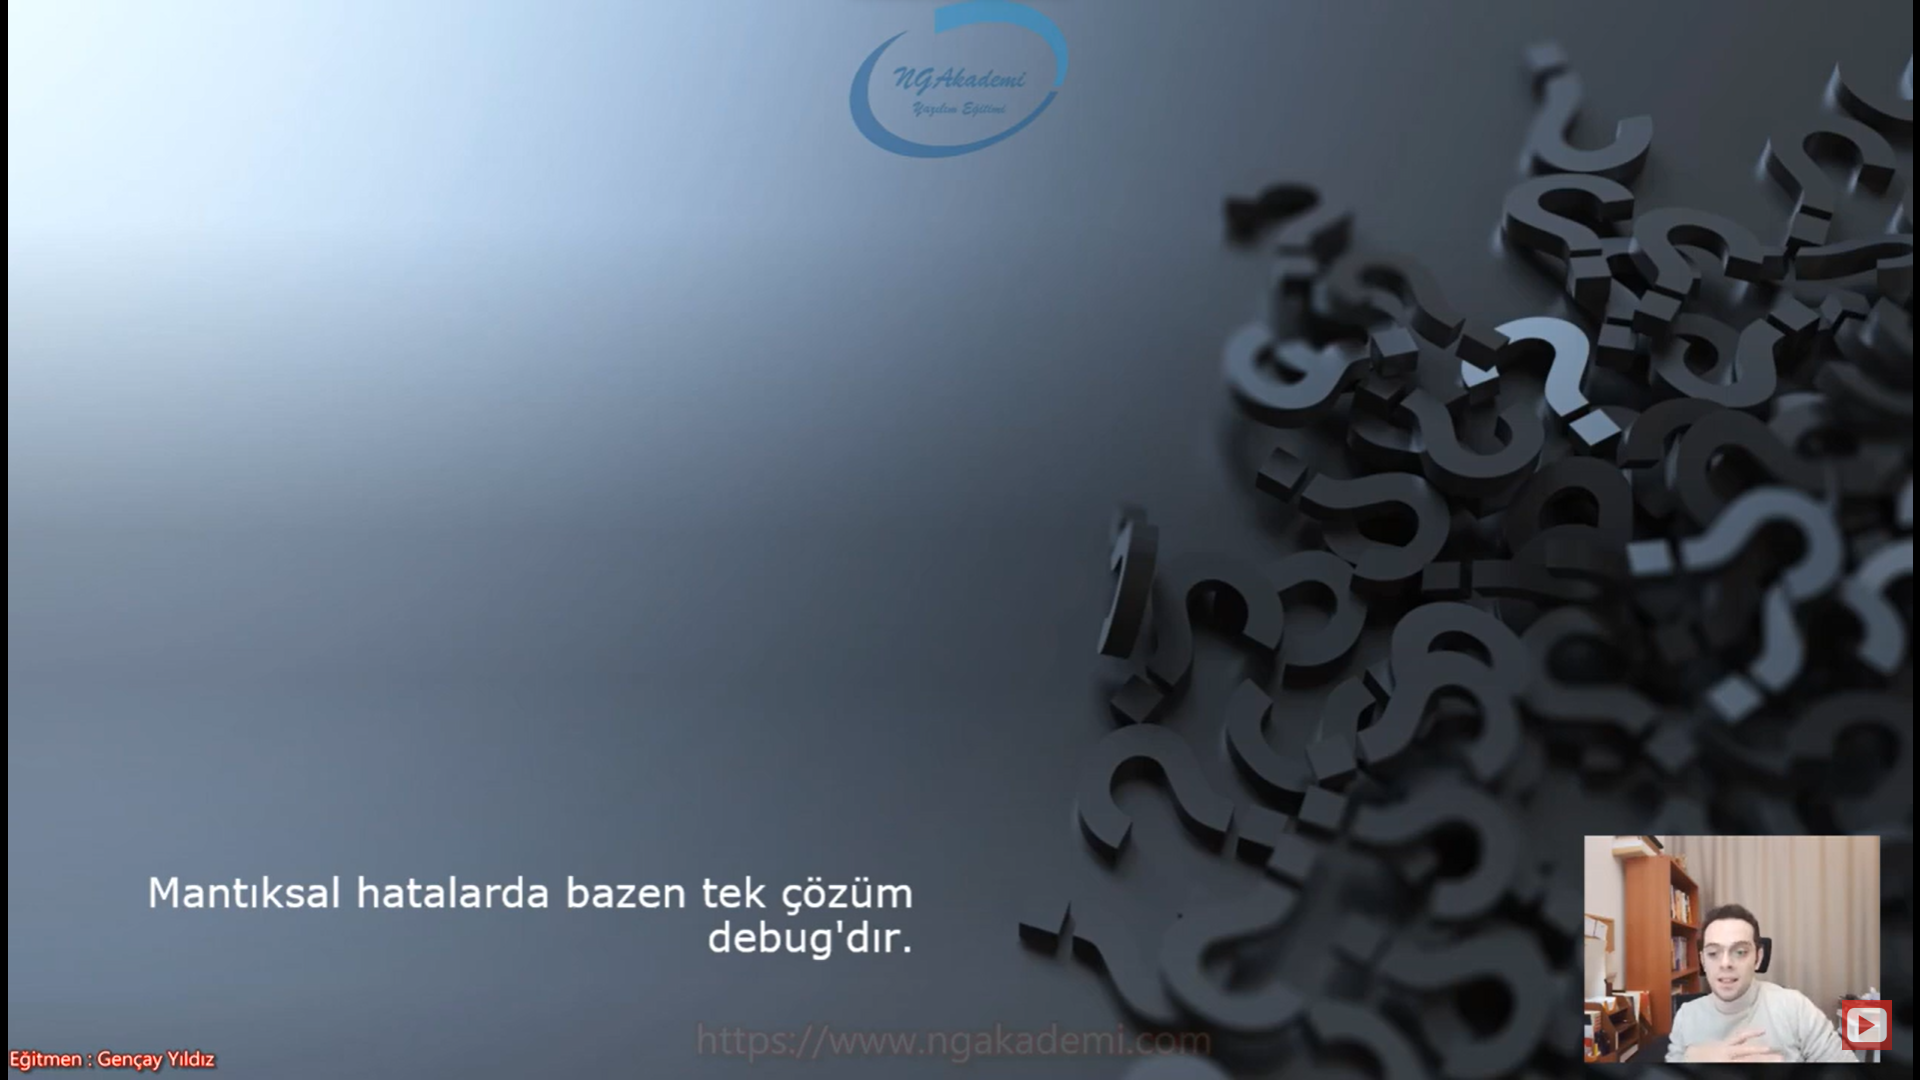 NGAkademi
Yazılım Eğitimi
Mantıksal hatalarda bazen tek çözüm
debug'dır.
https://www.ngakademi.com
Eğitmen : Gençay Yıldız